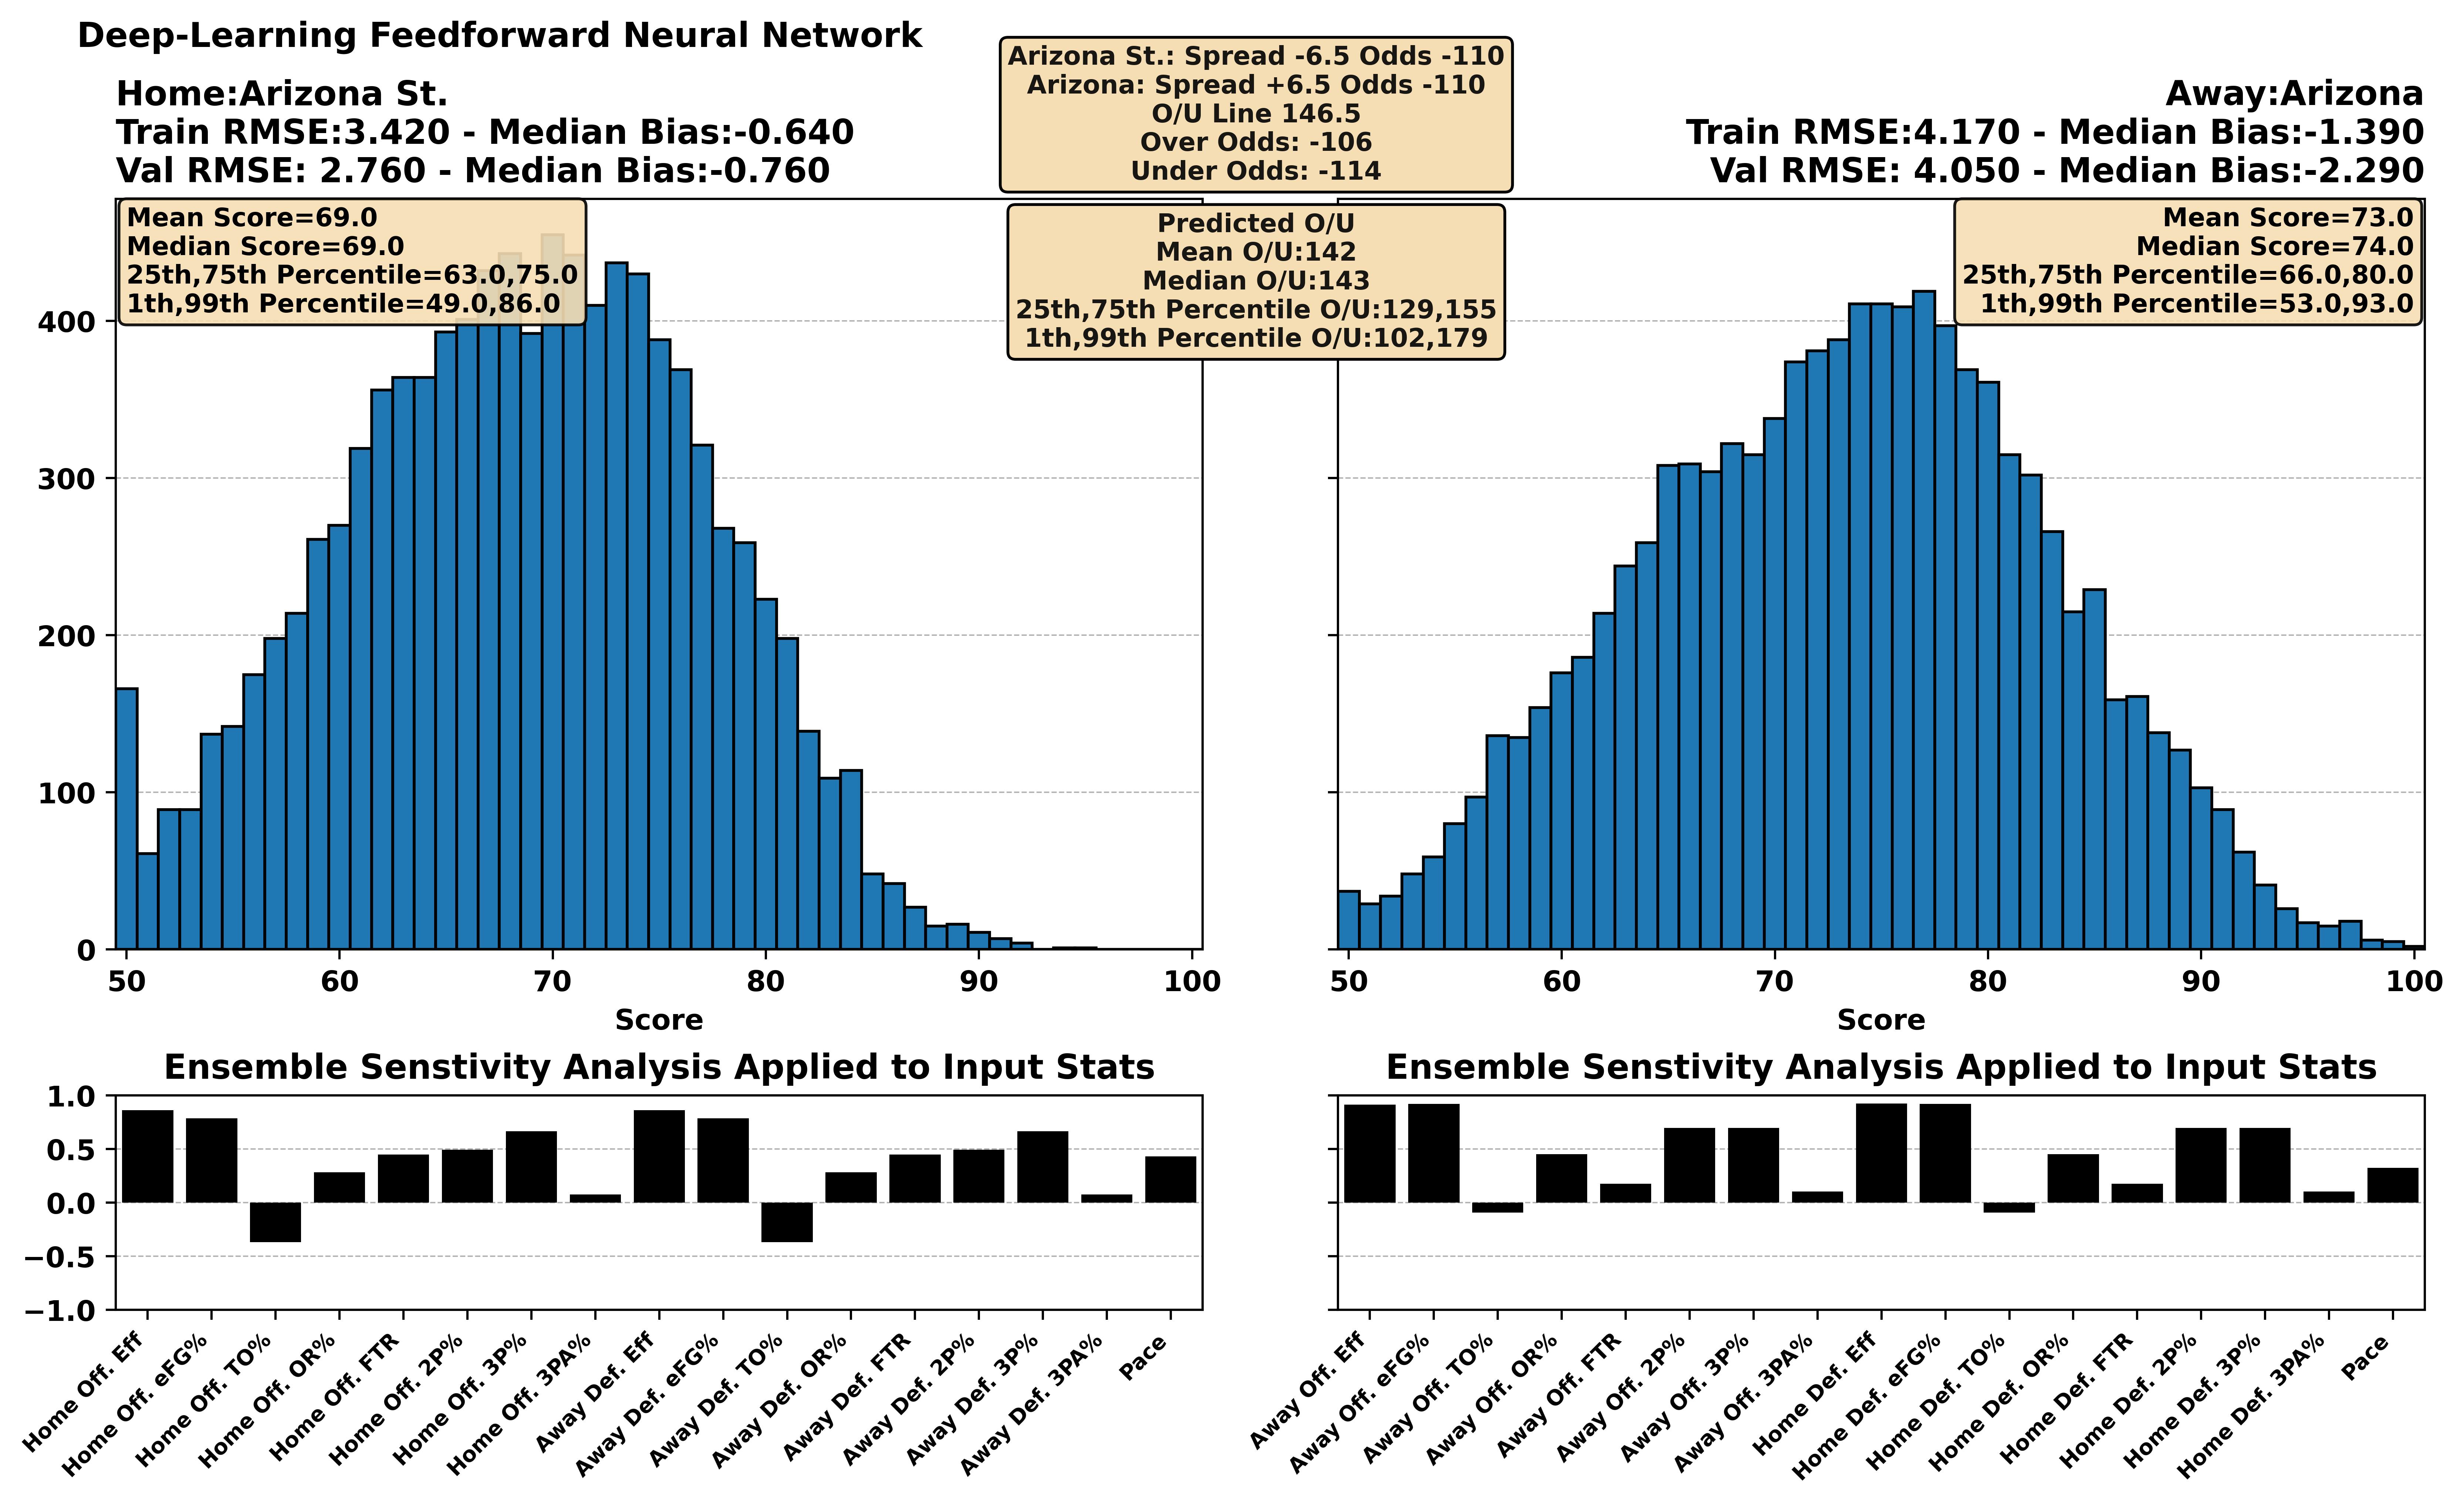 Deep-Learning Feedforward Neural Network
Home:Arizona St.
Train RMSE:3.420 - Median Bias:-0.640
Val RMSE: 2.760 - Median Bias:-0.760
Arizona St.: Spread -6.5 Odds -110
Arizona: Spread +6.5 Odds -110
O/U Line 146.5
Over Odds: -106
Under Odds: -114
Away:Arizona
Train RMSE:4.170 - Median Bias:-1.390
Val RMSE: 4.050 - Median Bias:-2.290
Mean Score=69.0
Median Score=69.0
25th,75th Percentile=63.0,75.0
1th,99th Percentile=49.0,86.0
Predicted O/U
Mean O/U:142
Median O/U:143
25th,75th Percentile O/U:129,155
1th,99th Percentile O/U:102,179
Mean Score=73.0
Median Score=74.0
25th,75th Percentile=66.0,80.0
1th,99th Percentile=53.0,93.0
400
300
200
100
0
50 60 70 80 90 100
Score
50 60 70 80 90 100
Score
Ensemble Senstivity Analysis Applied to Input Stats
1.0
0.5
0.0
−0.5
−1.0
Home Off. Eff
Home Off. eFG%
Home Off. TO%
Home Off. OR%
Home Off. FTR
Home Off. 2P%
Home Off. 3P%
Home Off. 3PA%
Away Def. Eff
Away Def. eFG%
Away Def. TO%
Away Def. OR%
Away Def. FTR
Away Def. 2P%
Away Def. 3P%
Away Def. 3PA%
Pace
Ensemble Senstivity Analysis Applied to Input Stats
Away Off. Eff
Away Off. eFG%
Away Off. TO%
Away Off. OR%
Away Off. FTR
Away Off. 2P%
Away Off. 3P%
Away Off. 3PA%
Home Def. Eff
Home Def. eFG%
Home Def. TO%
Home Def. OR%
Home Def. FTR
Home Def. 2P%
Home Def. 3P%
Home Def. 3PA%
Pace